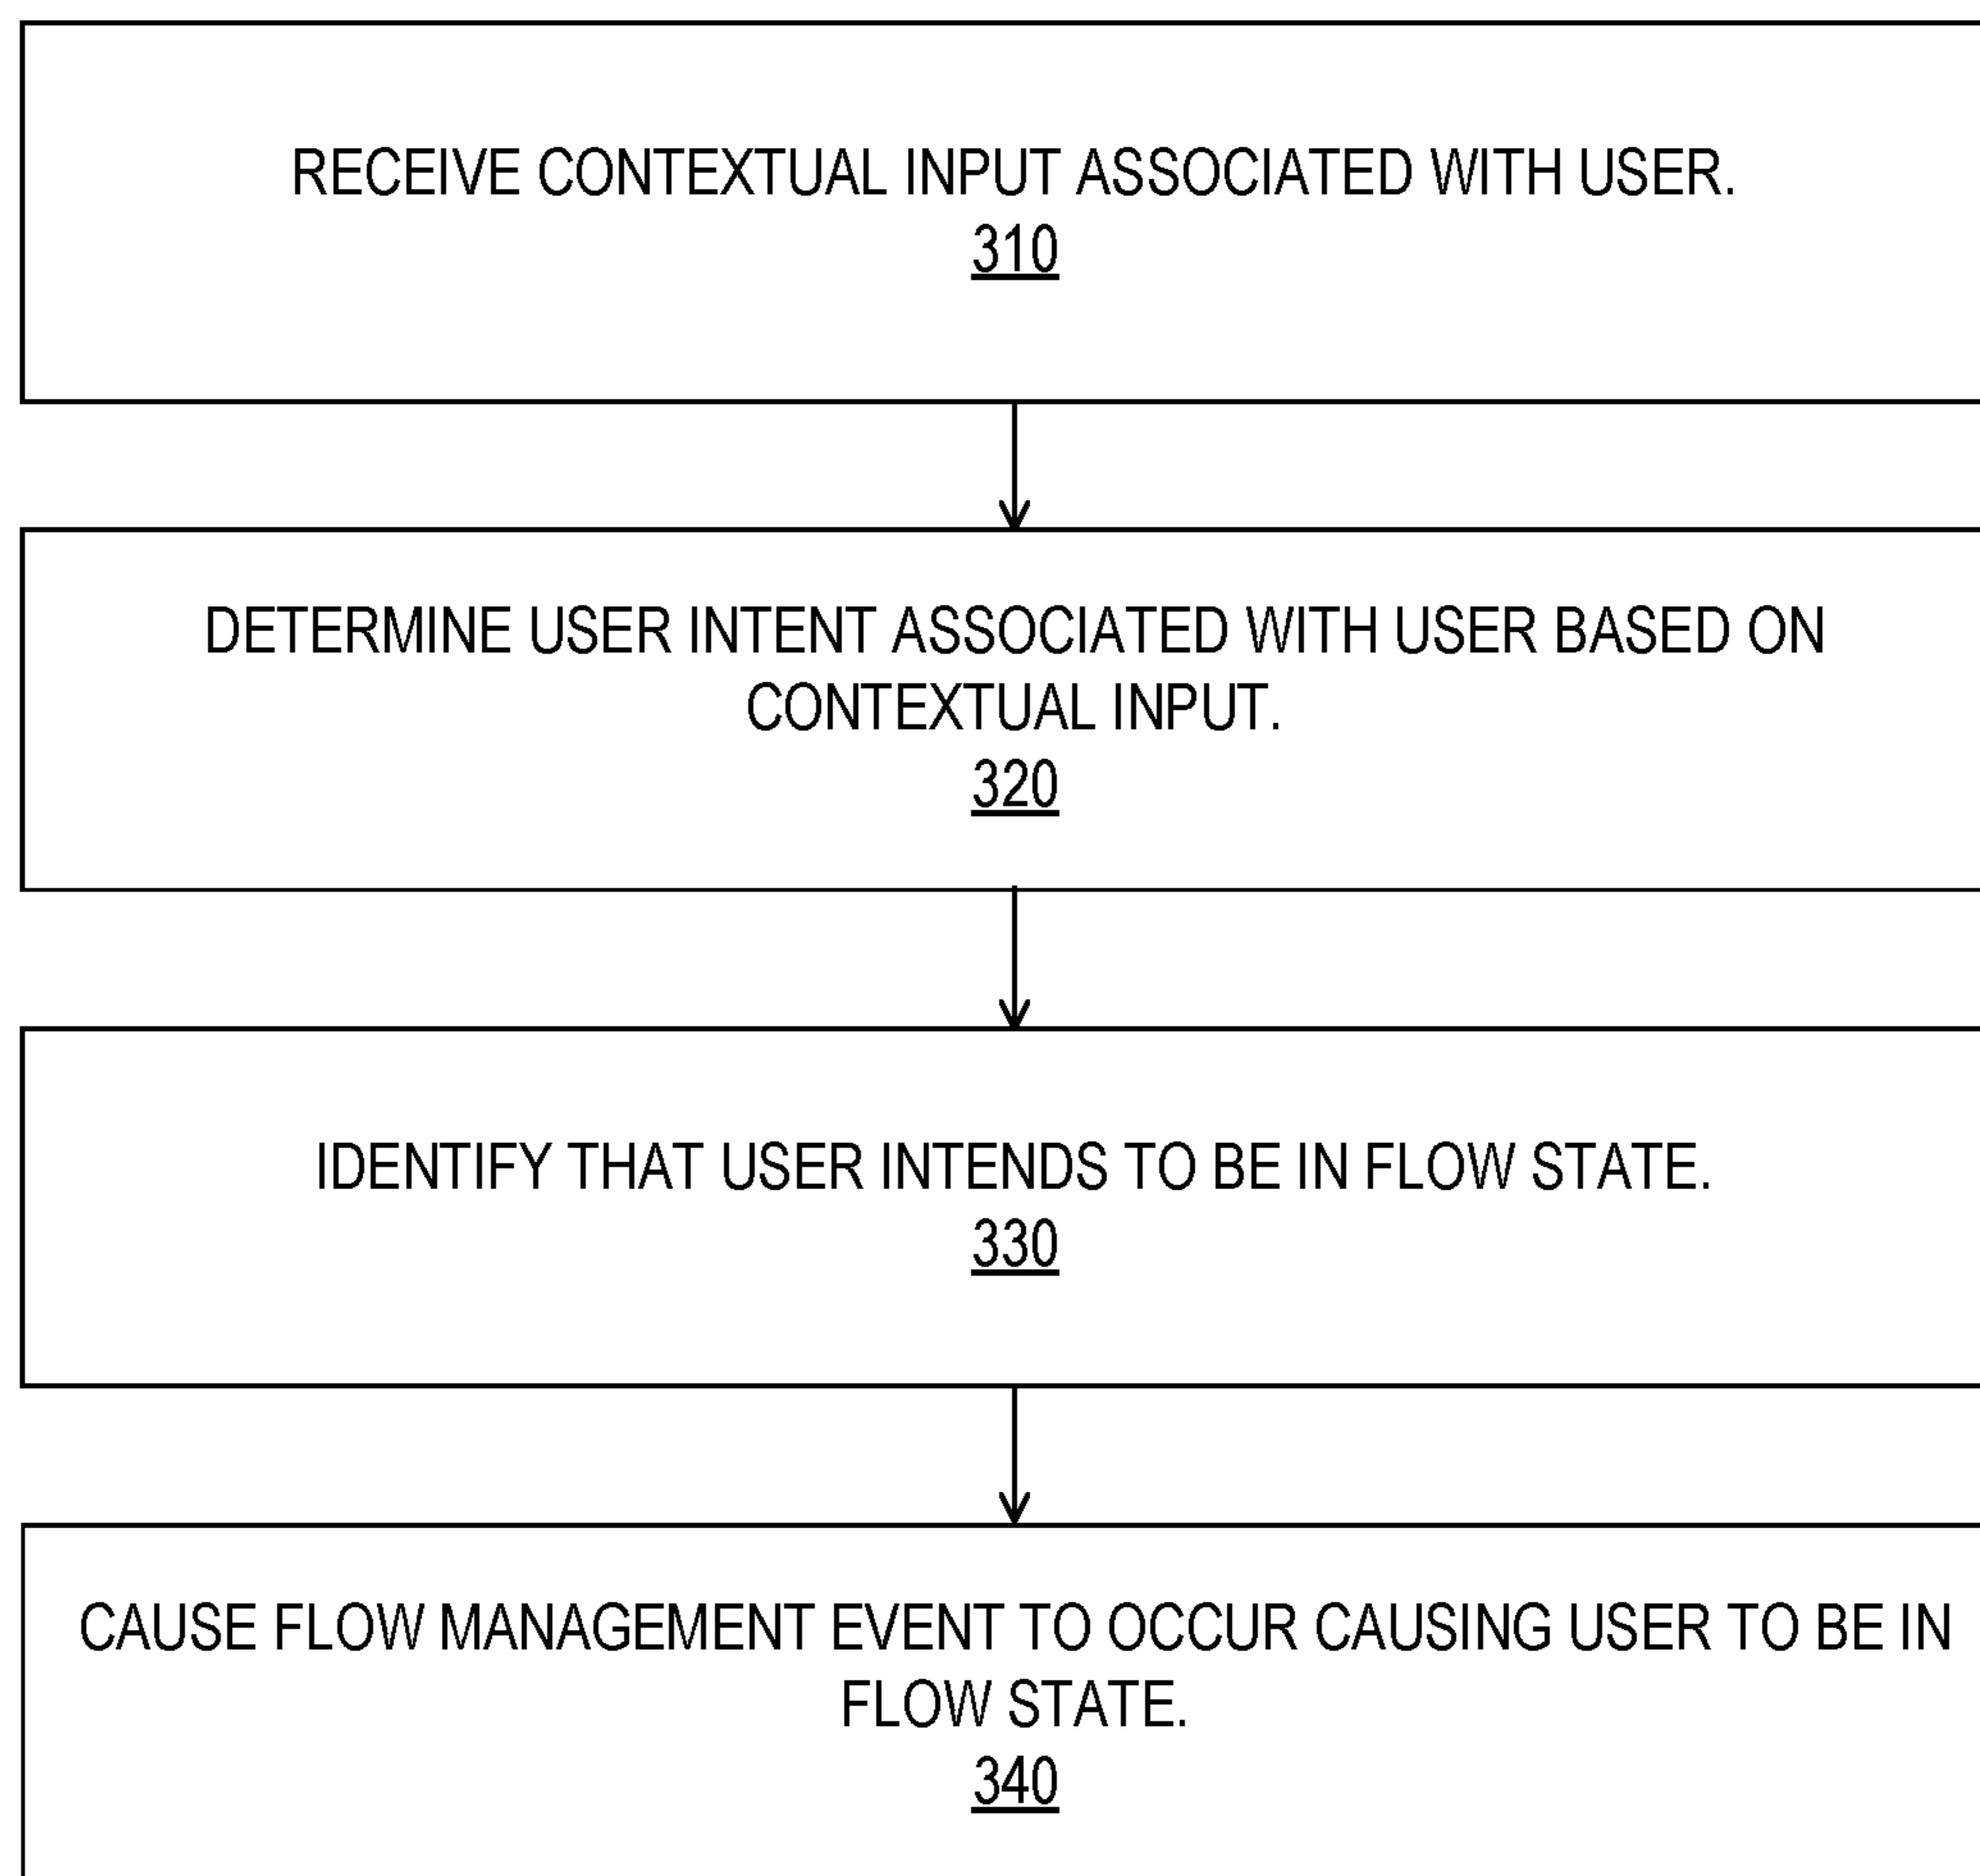 RECEIVE CONTEXTUAL INPUT ASSOCIATED WITH USER.
310
DETERMINE USER INTENT ASSOCIATED WITH USER BASED ON
CONTEXTUAL INPUT.
320
IDENTIFY THAT USER INTENDS TO BE IN FLOW STATE.
330
CAUSE FLOW MANAGEMENT EVENT TO OCCUR CAUSING USER TO BE IN
FLOW STATE.
340